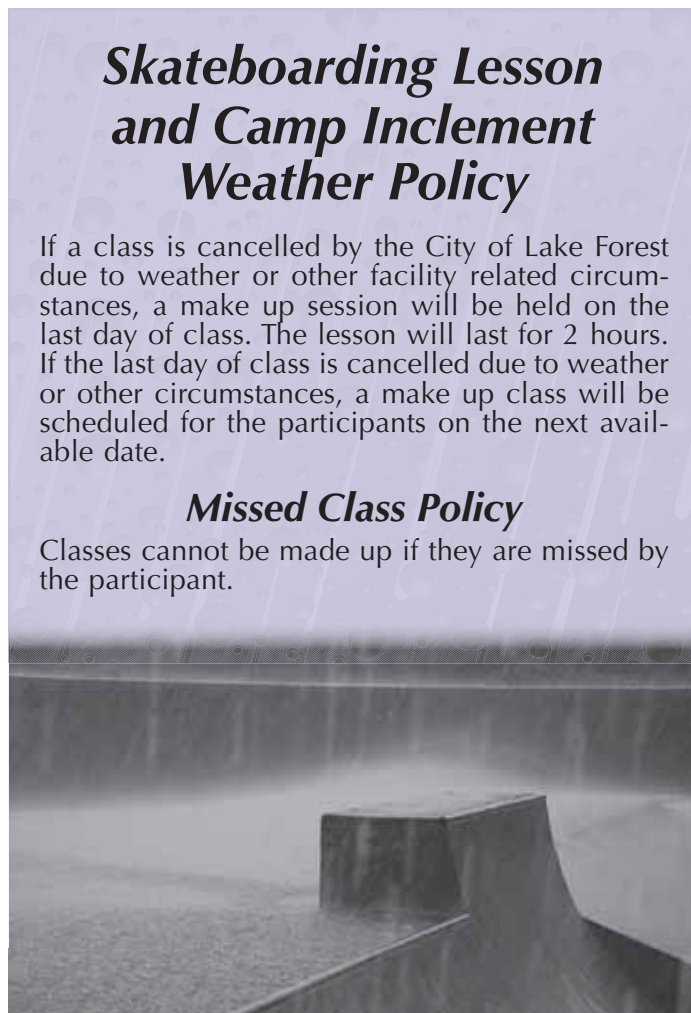 Skateboarding Lesson
and Camp Inclement
Weather Policy
If a class is cancelled by the City of Lake Forest
due to weather or other facility related circum-
stances, a make up session will be held on the
last day of class. The lesson will last for 2 hours.
If the last day of class is cancelled due to weather
or other circumstances, a make up class will be
scheduled for the participants on the next avail-
able date.
Missed Class Policy
Classes cannot be made up if they are missed by
the participant.